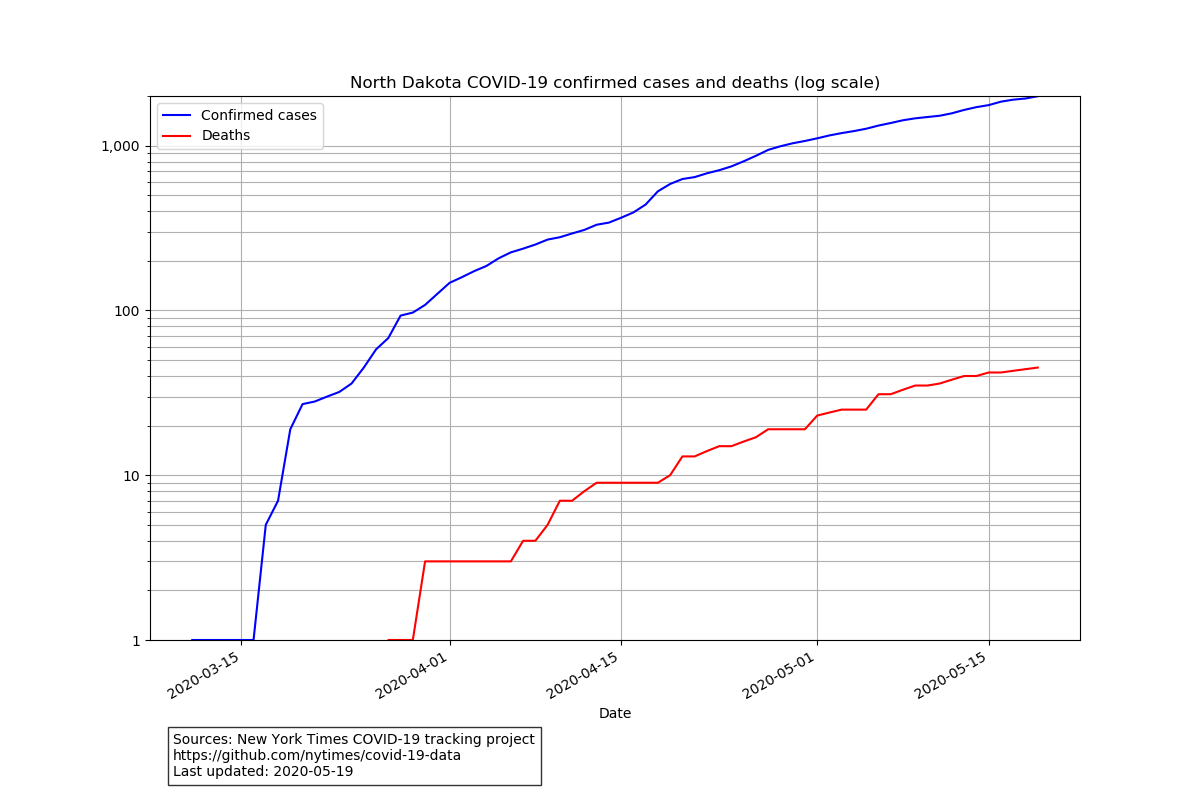 North Dakota COVID-19 confirmed cases and deaths (log scale)
Confirmed cases
Deaths
1,000
100
10
1
2020-03-15
2020-04-01
2020-04-15
2020-05-01
2020-05-15
Date
Sources: New York Times COVID-19 tracking project
https://github.com/nytimes/covid-19-data
Last updated: 2020-05-19